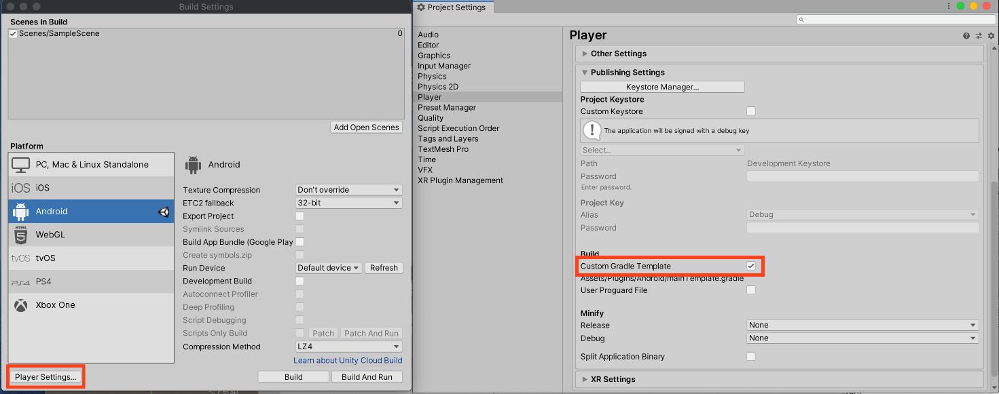 Build Settings
Scenes In Build
Scenes/SampleScene 0
Add Open Scenes
Platform
PC, Mac & Linux Standalone
iOS iOS
Android
HTML 5 WebGL
tvOS tvOS
PS4 PS4
Xbox One
Player Settings...
Android
Texture Compression Don't override
ETC2 fallback 32-bit
Export Project
Symlink Sources
Build App Bundle (Google Play
Create symbols.zip
Run Device Default device Refresh
Development Build
Autoconnect Profiler
Deep Profiling
Script Debugging
Scripts Only Build Patch Patch And Run
Compression Method LZ4
Learn about Unity Cloud Build
Build Build And Run
Persp
Project Settings
Audio
Editor
Graphics
Input Manager
Physics
Physics 2D
Player
Preset Manager
Quality
Script Execution Order
Tags and Layers
TextMesh Pro
Time
VFX
XR Plugin Management
Player
Other Settings
Publishing Settings
Keystore Manager...
Project Keystore
Custom Keystore
The application will be signed with a debug key
Select...
Path Development Keystore
Password
Enter password.
Project Key
Alias Debug
Password
Build
Custom Gradle Template
Assets/Plugins/Android/mainTemplate.gradle
User Proguard File
Minify
Release None
Debug None
Split Application Binary
XR Settings